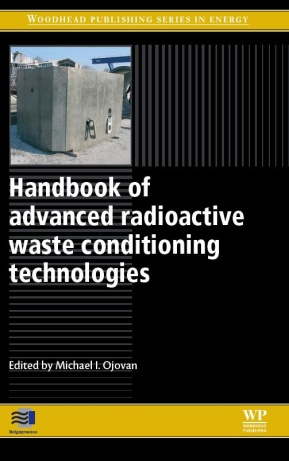 WOODHEAD PUBLISHING SERIES IN ENERGY
Handbook of
advanced radioactive
waste conditioning
technologies
Edited by Michael I. Ojovan
Belgoprocess
WP
WOODHEAD
PUBLISHING